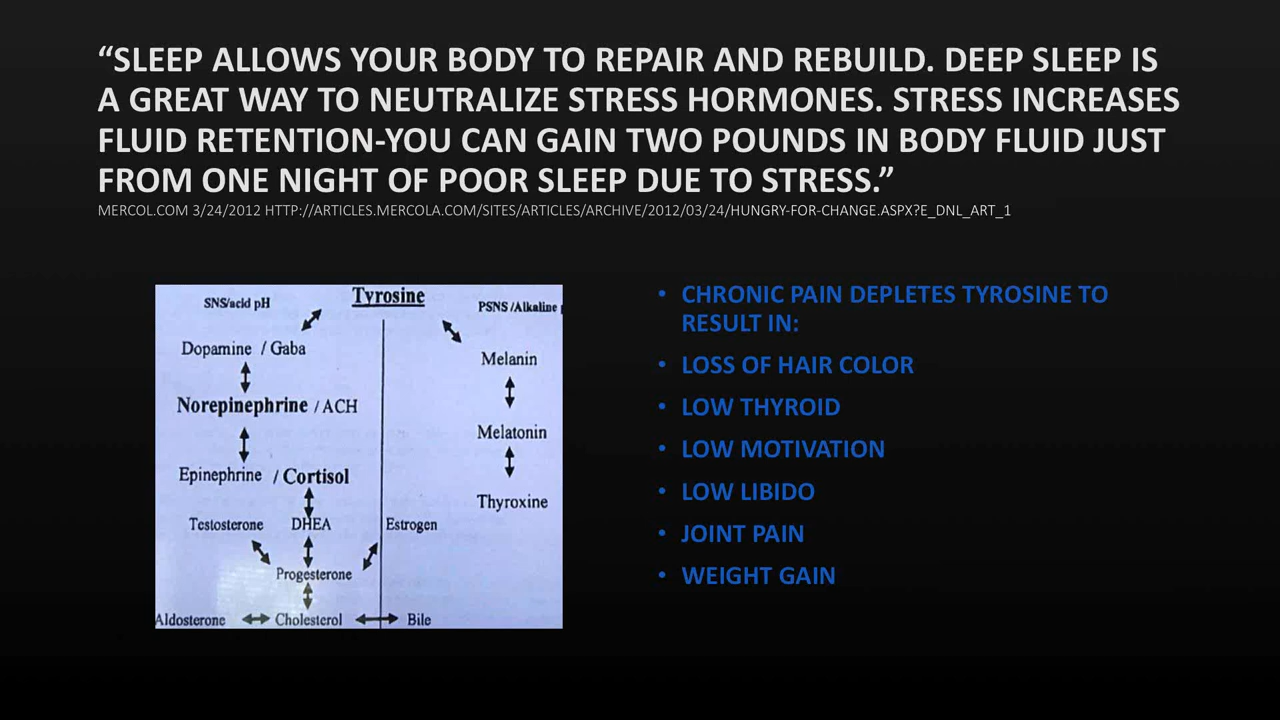 “SLEEP ALLOWS YOUR BODY TO REPAIR AND REBUILD. DEEP SLEEP IS
A GREAT WAY TO NEUTRALIZE STRESS HORMONES. STRESS INCREASES
FLUID RETENTION-YOU CAN GAIN TWO POUNDS IN BODY FLUID JUST
FROM ONE NIGHT OF POOR SLEEP DUE TO STRESS.”
MERCOL.COM 3/24/2012 HTTP://ARTICLES.MERCOLA.COM/SITES/ARTICLES/ARCHIVE/2012/03/24/HUNGRY-FOR-CHANGE.ASPX?E_DNL_ART_1
Tyrosine
SNS/acid pH
PSNS /Alkaline
Dopamine / Gaba
Melanin
Norepinephrine / ACH
Melatonin
Epinephrine / Cortisol
Thyroxine
Testosterone DHEA Estrogen
Progesterone
Aldosterone Cholesterol Bile
• CHRONIC PAIN DEPLETES TYROSINE TO
RESULT IN:
• LOSS OF HAIR COLOR
• LOW THYROID
• LOW MOTIVATION
• LOW LIBIDO
• JOINT PAIN
• WEIGHT GAIN